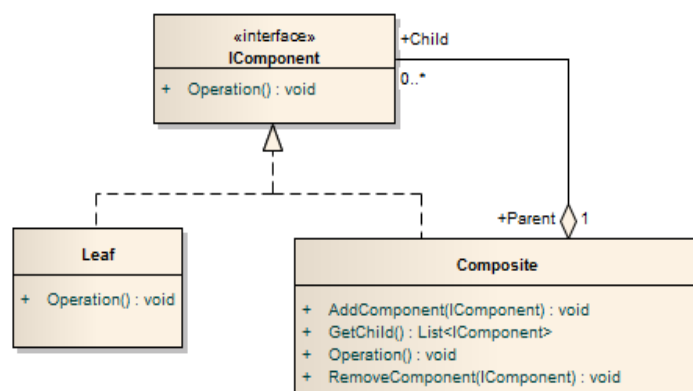 «interface»
IComponent
+ Operation() : void
+Child
0..*
+Parent
1
Leaf
+ Operation() : void
Composite
+ AddComponent(IComponent) : void
+ GetChild() : List<IComponent>
+ Operation() : void
+ RemoveComponent(IComponent) : void